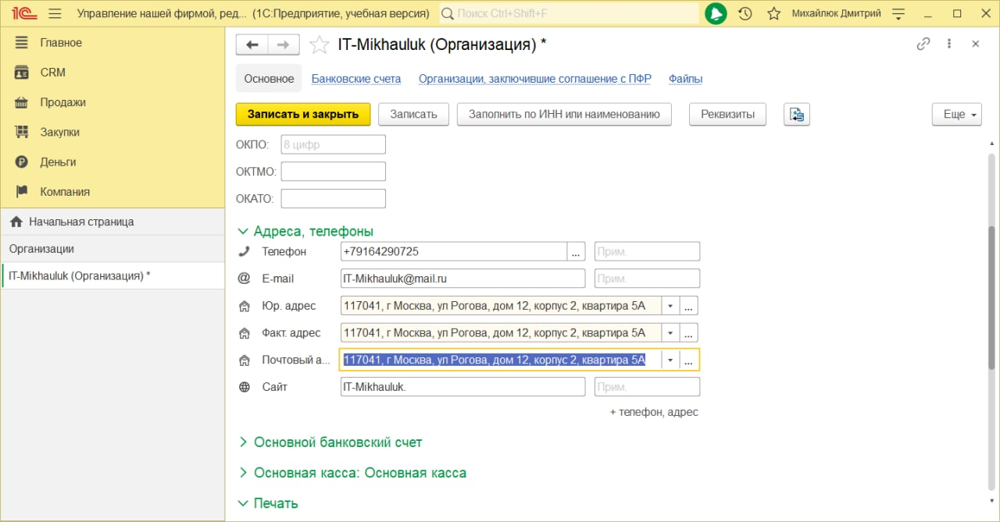 1С Управление нашей фирмой, ред... (1С:Предприятие, учебная версия) Поиск Ctrl+Shift+F Михайлюк Дмитрий
Главное
CRM
Продажи
Закупки
Деньги
Компания
Начальная страница
Организации
IT-Mikhauluk (Организация) *
IT-Mikhauluk (Организация) *
Основное Банковские счета Организации, заключившие соглашение с ПФР Файлы
Записать и закрыть Записать Заполнить по ИНН или наименованию Реквизиты Еще
ОКПО: 8 цифр
ОКТМО:
ОКАТО:
Адреса, телефоны
Телефон +79164290725 ... Прим.
E-mail IT-Mikhauluk@mail.ru Прим.
Юр. адрес 117041, г Москва, ул Рогова, дом 12, корпус 2, квартира 5А ...
Факт. адрес 117041, г Москва, ул Рогова, дом 12, корпус 2, квартира 5А ...
Почтовый а... 117041, г Москва, ул Рогова, дом 12, корпус 2, квартира 5А ...
Сайт IT-Mikhauluk. Прим.
+ телефон, адрес
Основной банковский счет
Основная касса: Основная касса
Печать